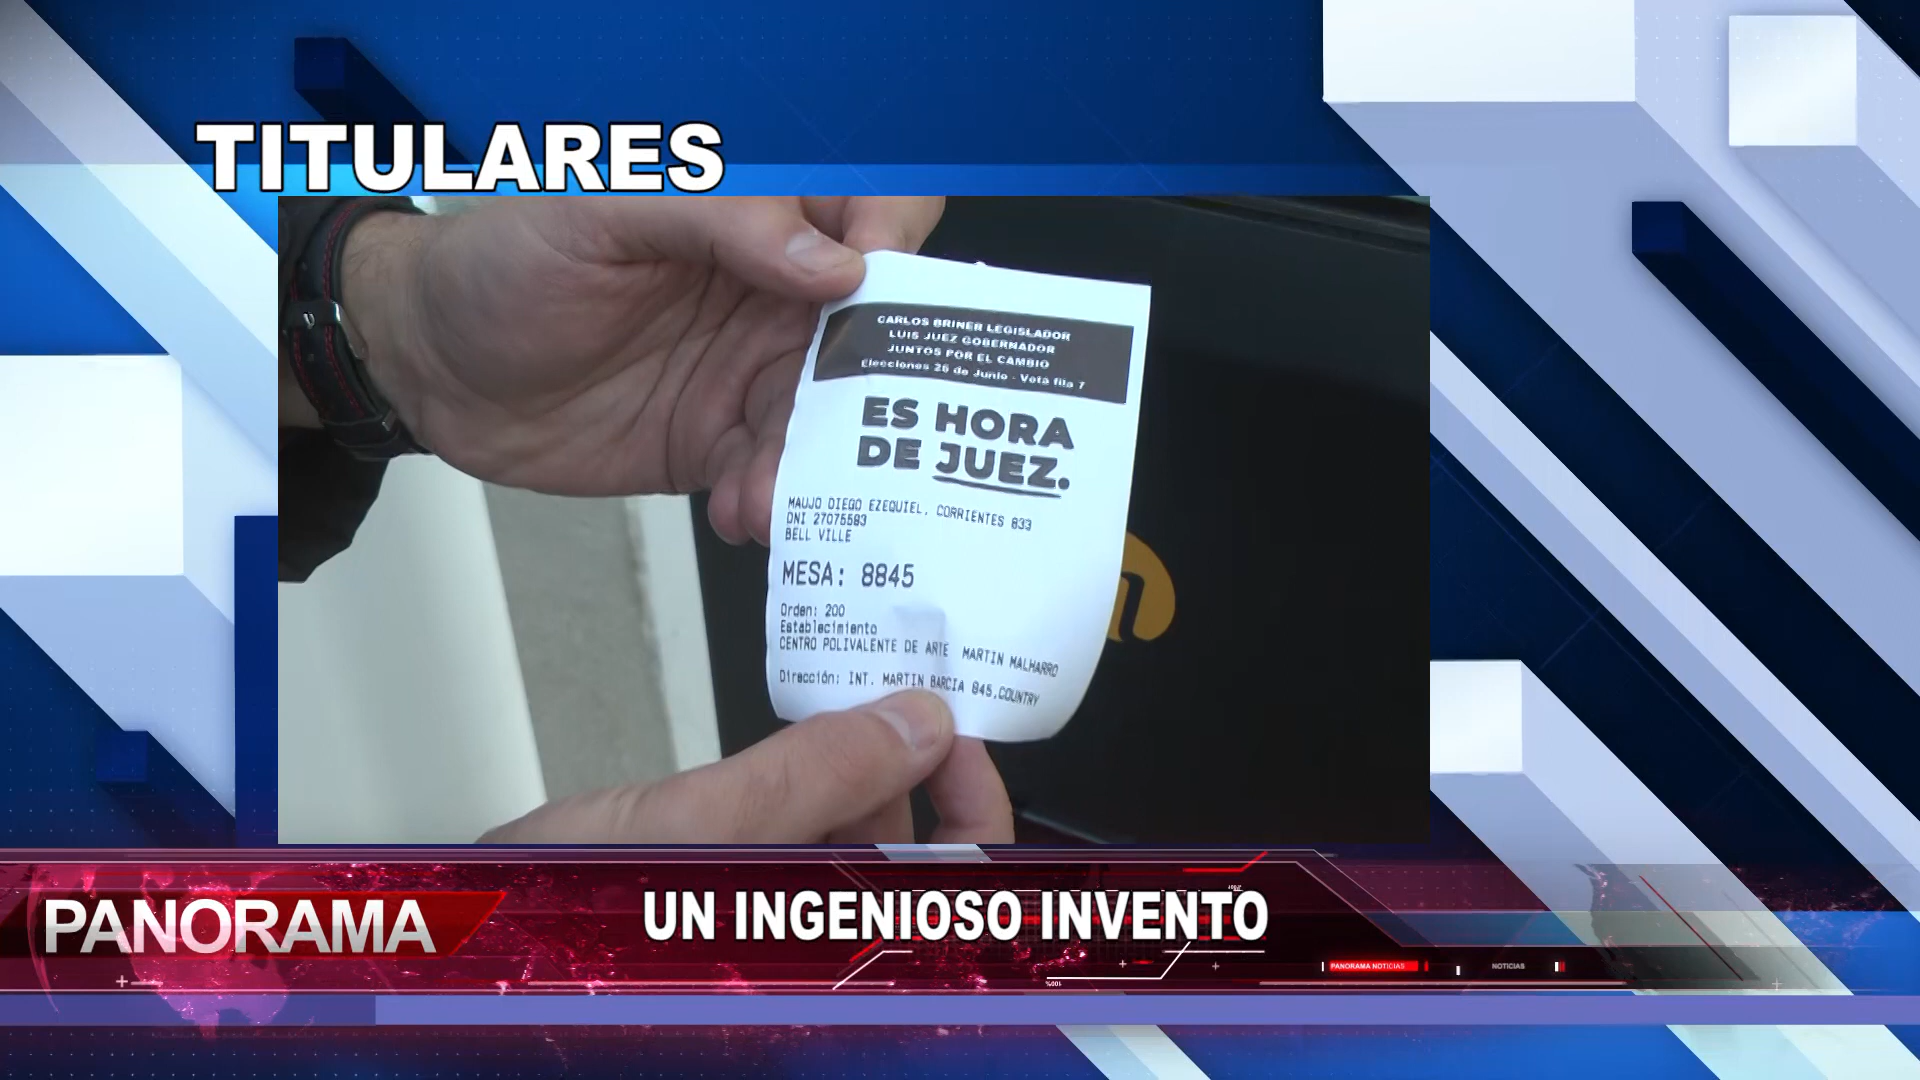 TITULARES
CARLOS BRINER LEGISLADOR
LUIS JUEZ GOBERNADOR
JUNTOS POR EL CAMBIO
Elecciones 26 de Junio - Vota fila 7
ES HORA
DE JUEZ.
MAUJO DIEGO EZEQUIEL, CORRIENTES 833
DNI 27075583
BELL VILLE
MESA: 8845
Orden: 200
Establecimiento
CENTRO POLIVALENTE DE ARTE MARTIN MALHARRO
Dirección: INT. MARTIN BARCIA 845,COUNTRY
PANORAMA
UN INGENIOSO INVENTO
PANORAMA NOTICIAS
NOTICIAS